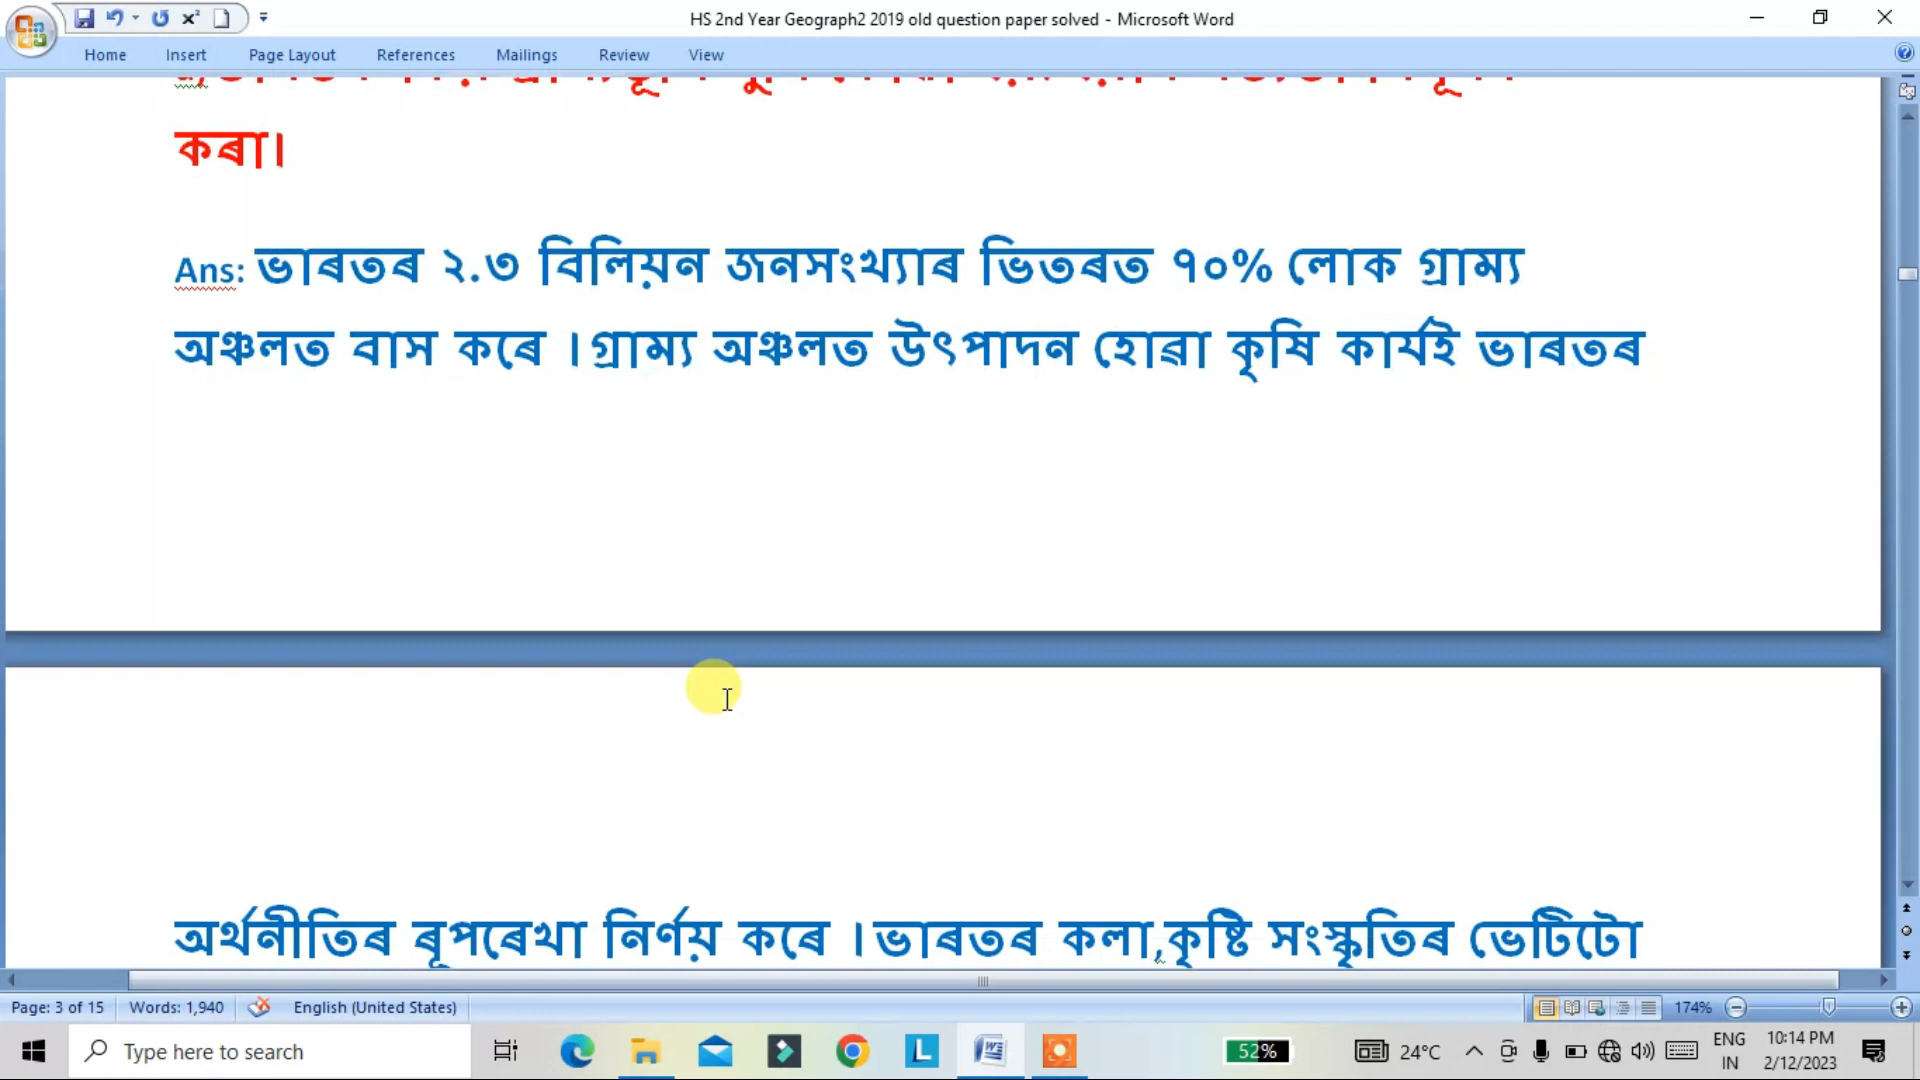 HS 2nd Year Geograph2 2019 old question paper solved - Microsoft Word
Home Insert Page Layout References Mailings Review View
কৰা।
Ans: ভাৰতৰ ২.৩ বিলিয়ন জনসংখ্যাৰ ভিতৰত ৭০% লোক গ্ৰাম্য
অঞ্চলত বাস কৰে ।গ্ৰাম্য অঞ্চলত উৎপাদন হোৱা কৃষি কাৰ্যই ভাৰতৰ
অৰ্থনীতিৰ ৰূপৰেখা নিৰ্ণয় কৰে ।ভাৰতৰ কলা,কৃষ্টি সংস্কৃতিৰ ভেটিটো
Page: 3 of 15 Words: 1,940 English (United States) 174%
Type here to search 52% 24°C ENG 10:14 PM
IN 2/12/2023